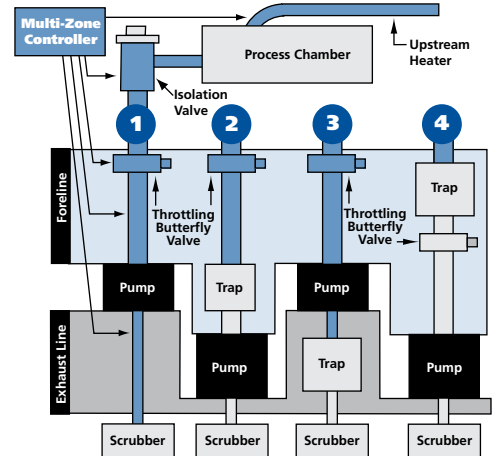 Multi-Zone
Controller
Process Chamber
Upstream
Heater
Isolation
Valve
1
2
3
4
Foreline
Trap
Throttling
Butterfly
Valve
Throttling
Butterfly
Valve
Pump
Trap
Pump
Exhaust Line
Pump
Trap
Pump
Scrubber
Scrubber
Scrubber
Scrubber